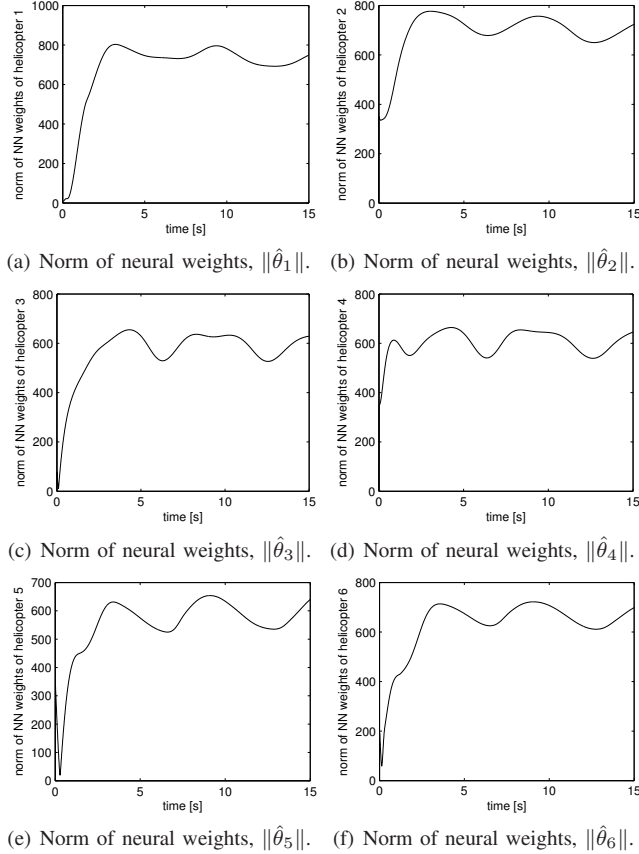 1000
800
600
400
200
0
norm of NN weights of helicopter 1
0 5 10 15
time [s]
800
600
400
200
0
norm of NN weights of helicopter 2
0 5 10 15
time [s]
(a) Norm of neural weights, ‖θ̂₁‖. (b) Norm of neural weights, ‖θ̂₂‖.
800
600
400
200
0
norm of NN weights of helicopter 3
0 5 10 15
time [s]
800
600
400
200
0
norm of NN weights of helicopter 4
0 5 10 15
time [s]
(c) Norm of neural weights, ‖θ̂₃‖. (d) Norm of neural weights, ‖θ̂₄‖.
700
600
500
400
300
200
100
0
norm of NN weights of helicopter 5
0 5 10 15
time [s]
800
600
400
200
0
norm of NN weights of helicopter 6
0 5 10 15
time [s]
(e) Norm of neural weights, ‖θ̂₅‖. (f) Norm of neural weights, ‖θ̂₆‖.